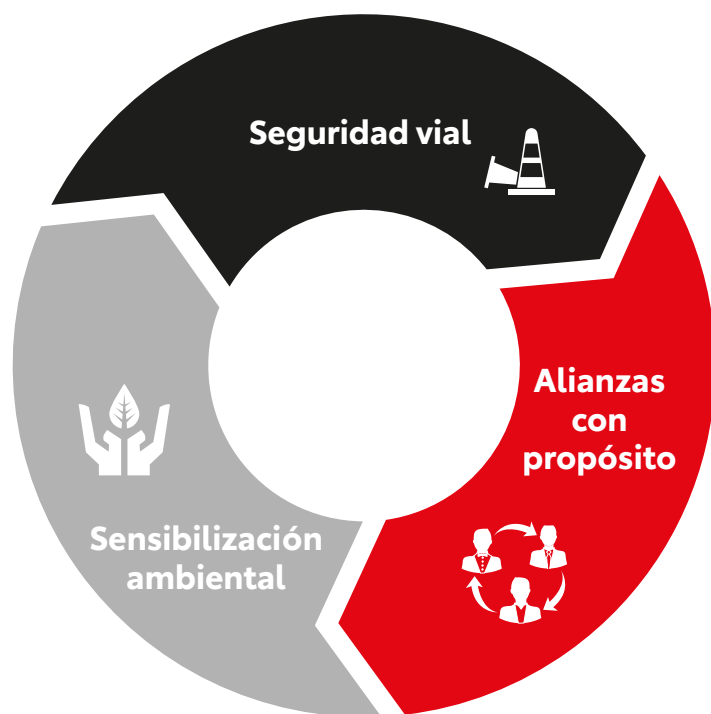 Seguridad vial
Alianzas
con
propósito
Sensibilización
ambiental